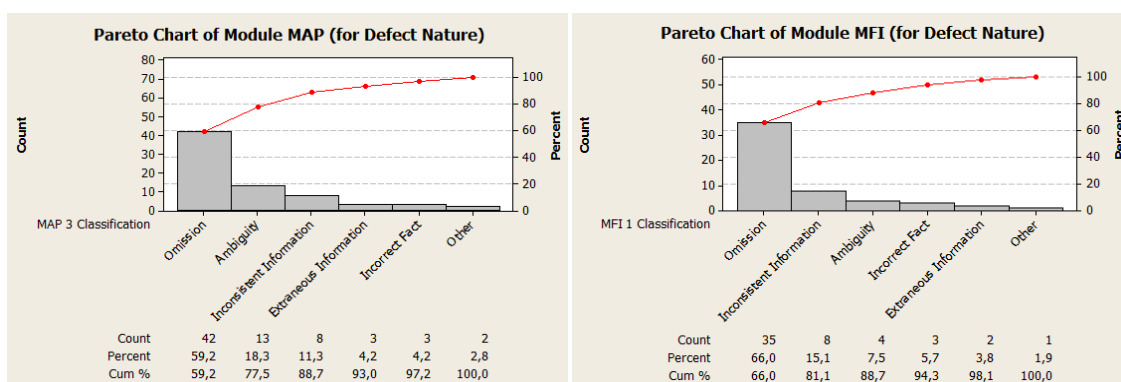 Pareto Chart of Module MAP (for Defect Nature)
80
70
60
50
40
30
20
10
0
Count
100
80
60
40
20
0
Percent
MAP 3 Classification
Omission
Ambiguity
Inconsistent Information
Extraneous Information
Incorrect Fact
Other
Count 42 13 8 3 3 2
Percent 59,2 18,3 11,3 4,2 4,2 2,8
Cum % 59,2 77,5 88,7 93,0 97,2 100,0
Pareto Chart of Module MFI (for Defect Nature)
60
50
40
30
20
10
0
Count
100
80
60
40
20
0
Percent
MFI 1 Classification
Omission
Inconsistent Information
Ambiguity
Incorrect Fact
Extraneous Information
Other
Count 35 8 4 3 2 1
Percent 66,0 15,1 7,5 5,7 3,8 1,9
Cum % 66,0 81,1 88,7 94,3 98,1 100,0